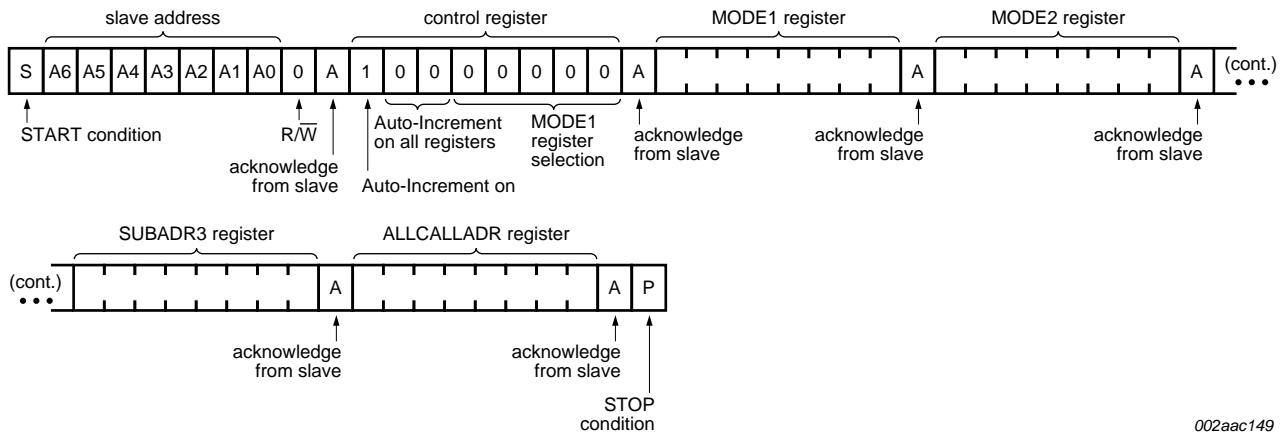 slave address
control register
MODE1 register
MODE2 register
S A6 A5 A4 A3 A2 A1 A0 0 A 1 0 0 0 0 0 0 0 A A A (cont.)
START condition
R/W̅
acknowledge
from slave
Auto-Increment on
Auto-Increment
on all registers
MODE1
register
selection
acknowledge
from slave
acknowledge
from slave
acknowledge
from slave
SUBADR3 register
ALLCALLADR register
(cont.) A A P
acknowledge
from slave
acknowledge
from slave
STOP
condition
002aac149